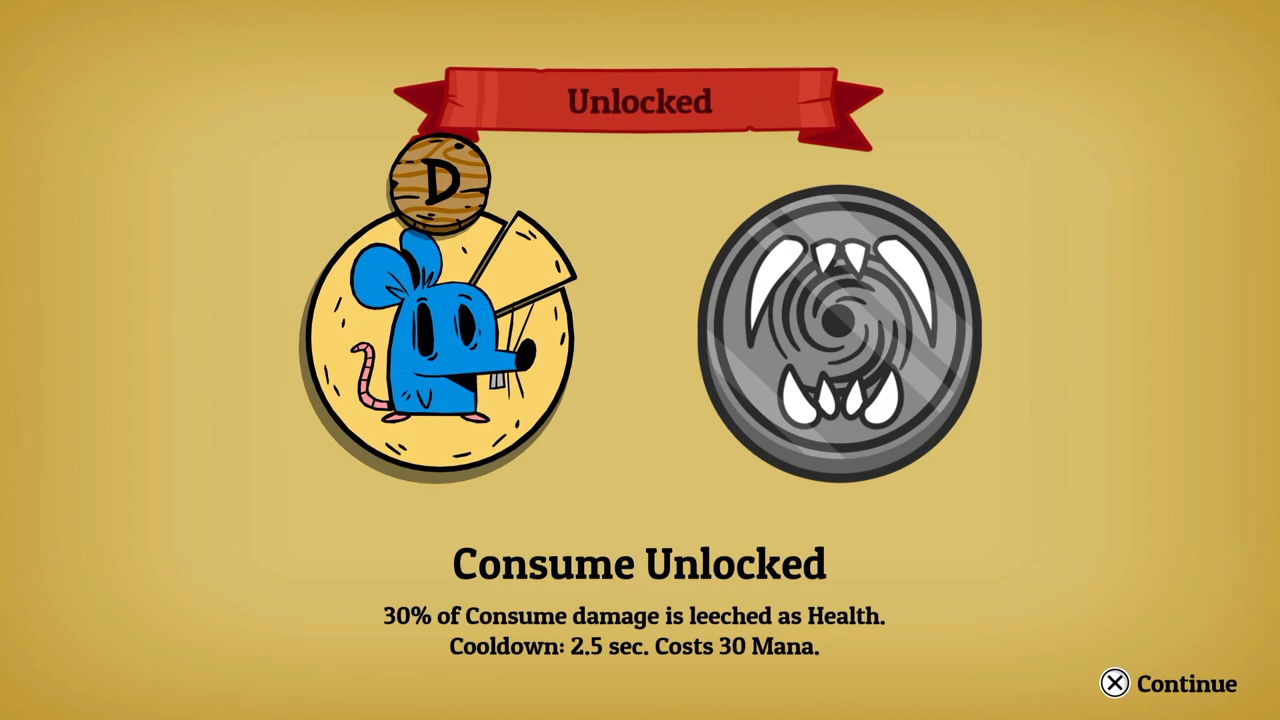 Unlocked
D
Consume Unlocked
30% of Consume damage is leeched as Health.
Cooldown: 2.5 sec. Costs 30 Mana.
Continue